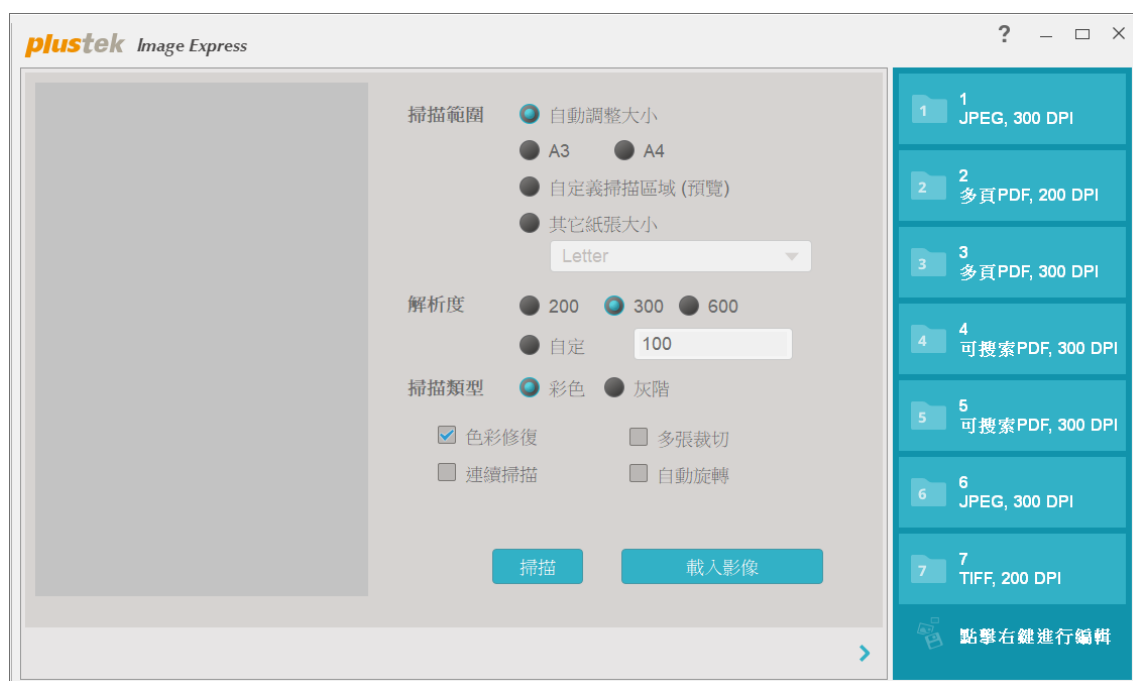 plustek Image Express
?
掃描範圍 自動調整大小
A3 A4
自定義掃描區域 (預覽)
其它紙張大小
Letter
解析度 200 300 600
自定 100
掃描類型 彩色 灰階
色彩修復 多張裁切
連續掃描 自動旋轉
掃描 載入影像
1 1
JPEG, 300 DPI
2 2
多頁PDF, 200 DPI
3 3
多頁PDF, 300 DPI
4 4
可搜索PDF, 300 DPI
5 5
可搜索PDF, 300 DPI
6 6
JPEG, 300 DPI
7 7
TIFF, 200 DPI
點擊右鍵進行編輯